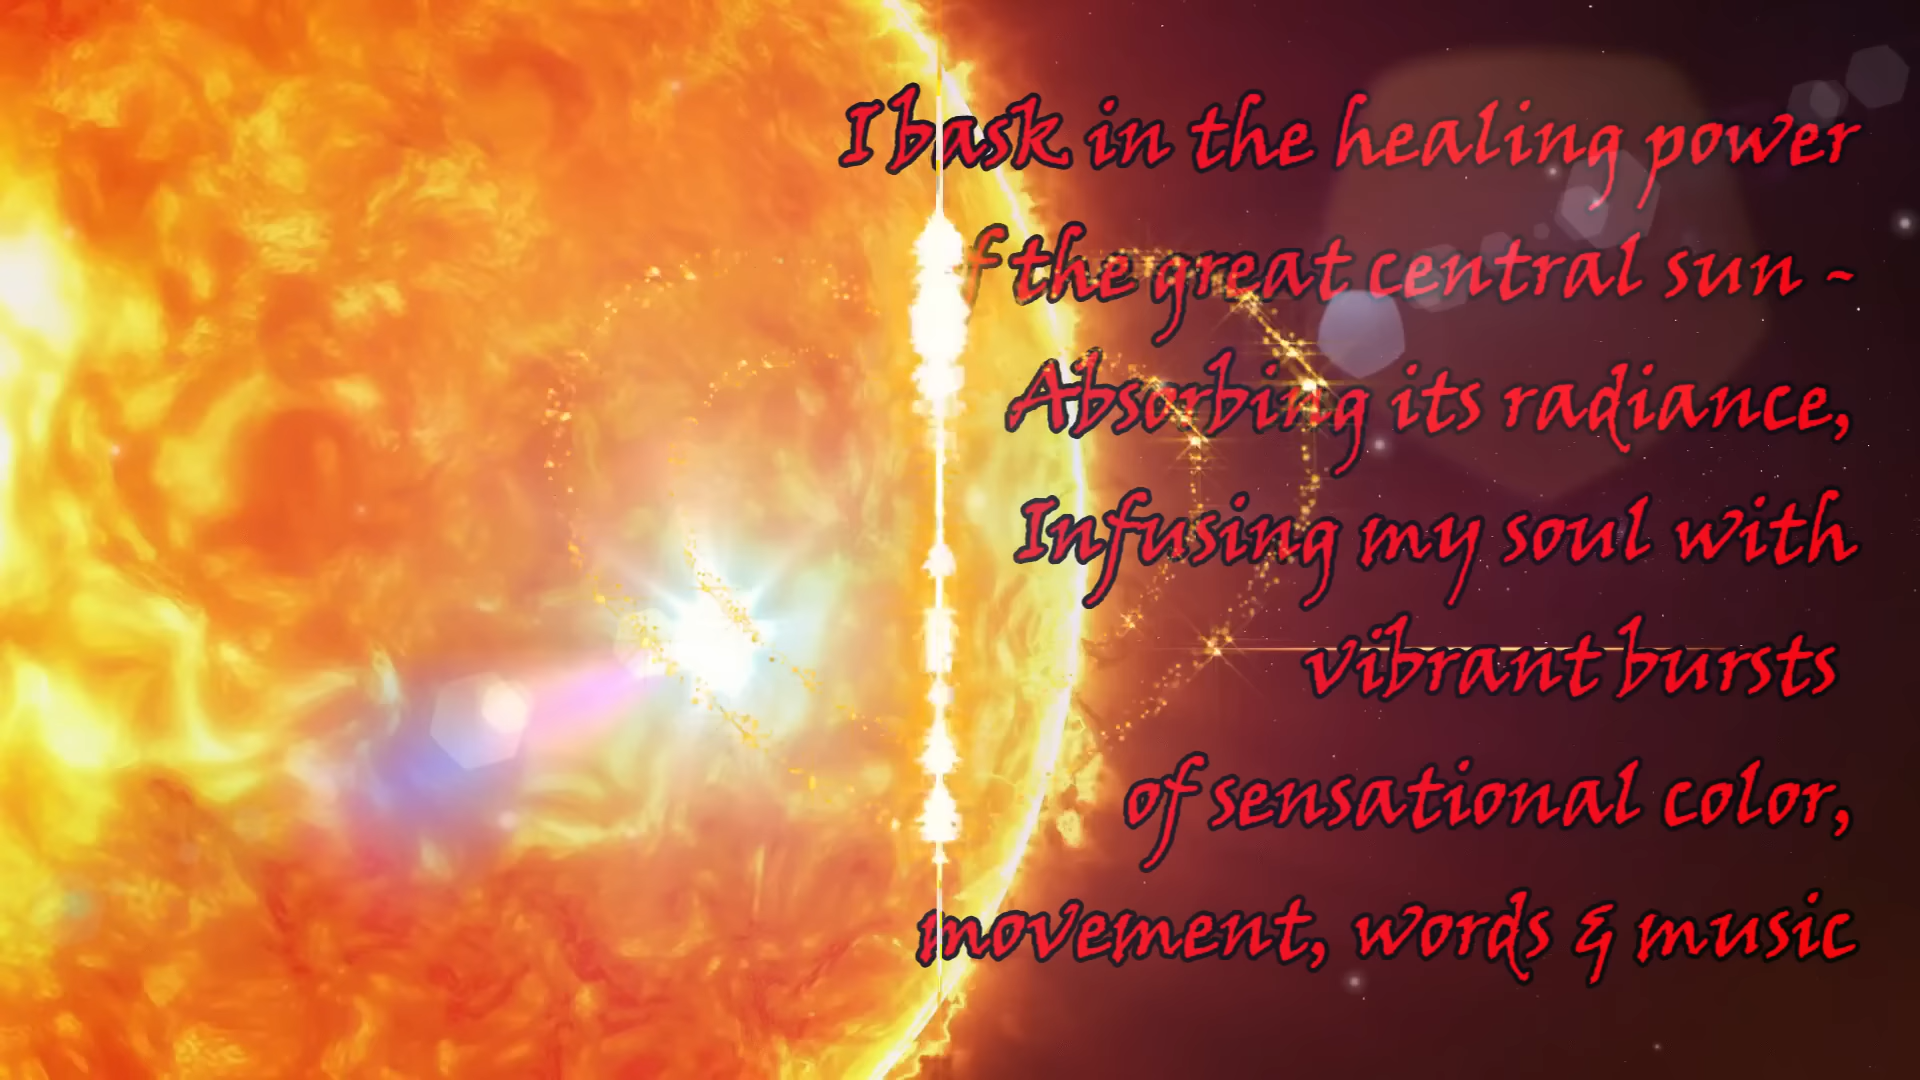 I bask in the healing power
f the great central sun ~
Absorbing its radiance,
Infusing my soul with
vibrant bursts
of sensational color,
movement, words & music